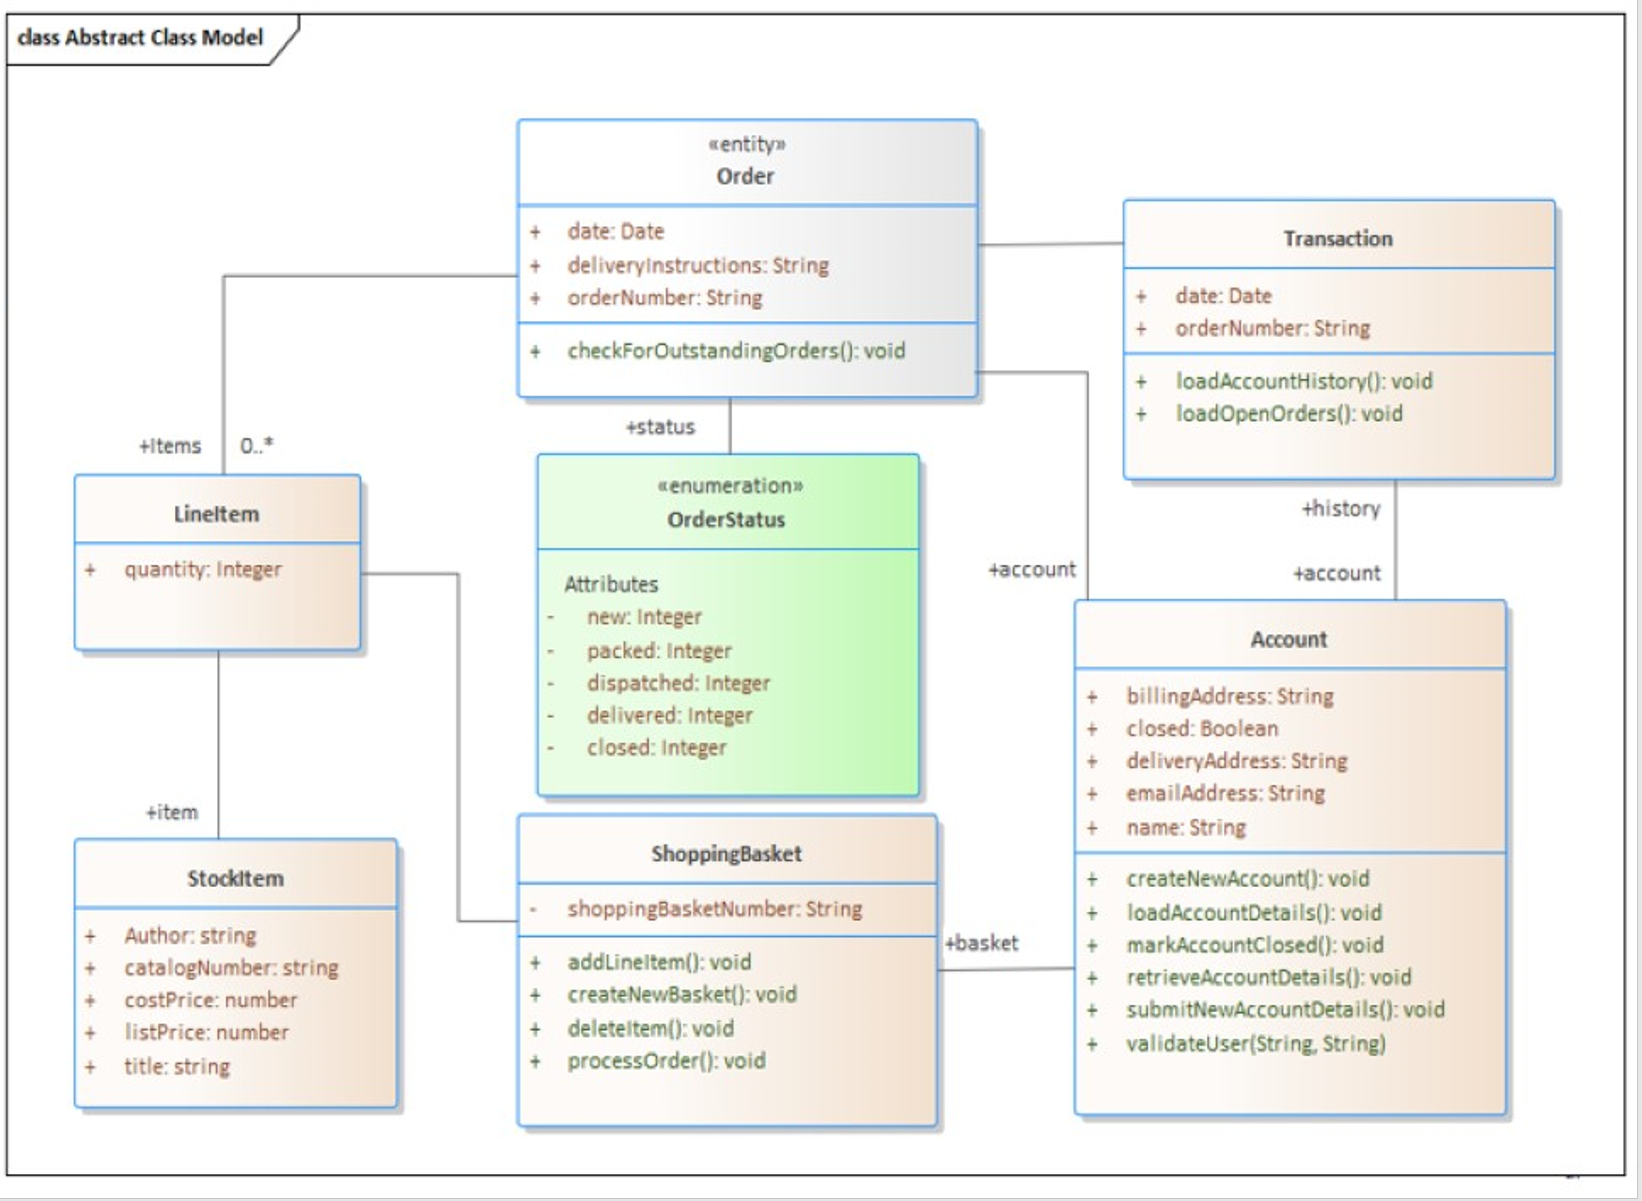 class Abstract Class Model
«entity»
Order
+ date: Date
+ deliveryInstructions: String
+ orderNumber: String
+ checkForOutstandingOrders(): void
Transaction
+ date: Date
+ orderNumber: String
+ loadAccountHistory(): void
+ loadOpenOrders(): void
+status
+Items 0..*
+history
+account
+account
LineItem
+ quantity: Integer
«enumeration»
OrderStatus
Attributes
- new: Integer
- packed: Integer
- dispatched: Integer
- delivered: Integer
- closed: Integer
Account
+ billingAddress: String
+ closed: Boolean
+ deliveryAddress: String
+ emailAddress: String
+ name: String
+ createNewAccount(): void
+ loadAccountDetails(): void
+ markAccountClosed(): void
+ retrieveAccountDetails(): void
+ submitNewAccountDetails(): void
+ validateUser(String, String)
+item
StockItem
+ Author: string
+ catalogNumber: string
+ costPrice: number
+ listPrice: number
+ title: string
ShoppingBasket
- shoppingBasketNumber: String
+ addLineItem(): void
+ createNewBasket(): void
+ deleteItem(): void
+ processOrder(): void
+basket